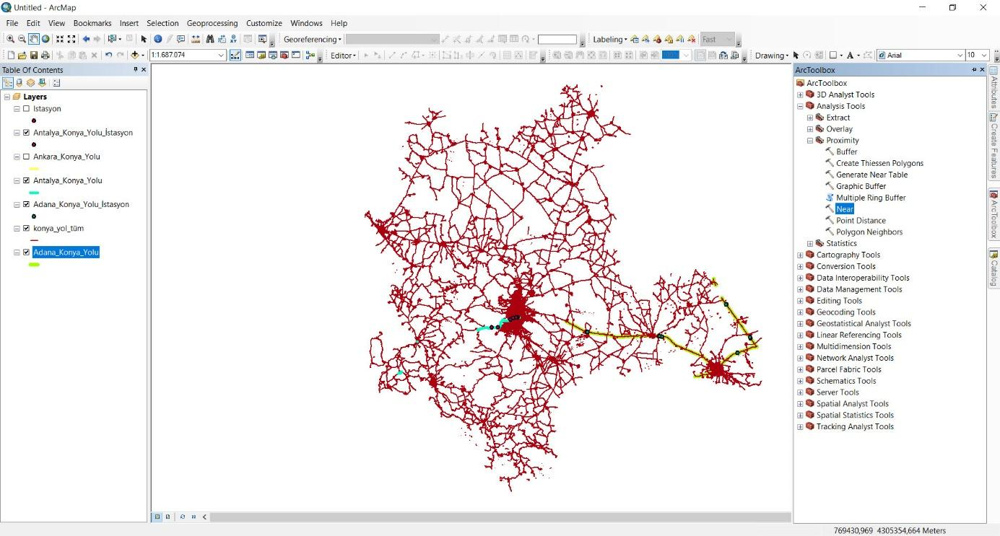 Untitled - ArcMap
File Edit View Bookmarks Insert Selection Geoprocessing Customize Windows Help
Georeferencing
Labeling
Fast
1:1.687.074
Editor
Drawing
A
Arial
10
Table Of Contents
Layers
Istasyon
Antalya_Konya_Yolu_İstasyon
Ankara_Konya_Yolu
Antalya_Konya_Yolu
Adana_Konya_Yolu_İstasyon
konya_yol_tüm
Adana_Konya_Yolu
ArcToolbox
ArcToolbox
3D Analyst Tools
Analysis Tools
Extract
Overlay
Proximity
Buffer
Create Thiessen Polygons
Generate Near Table
Graphic Buffer
Multiple Ring Buffer
Near
Point Distance
Polygon Neighbors
Statistics
Cartography Tools
Conversion Tools
Data Interoperability Tools
Data Management Tools
Editing Tools
Geocoding Tools
Geostatistical Analyst Tools
Linear Referencing Tools
Multidimension Tools
Network Analyst Tools
Parcel Fabric Tools
Schematics Tools
Server Tools
Spatial Analyst Tools
Spatial Statistics Tools
Tracking Analyst Tools
Attributes
Create Features
ArcToolbox
Catalog
769430,969 4305354,664 Meters